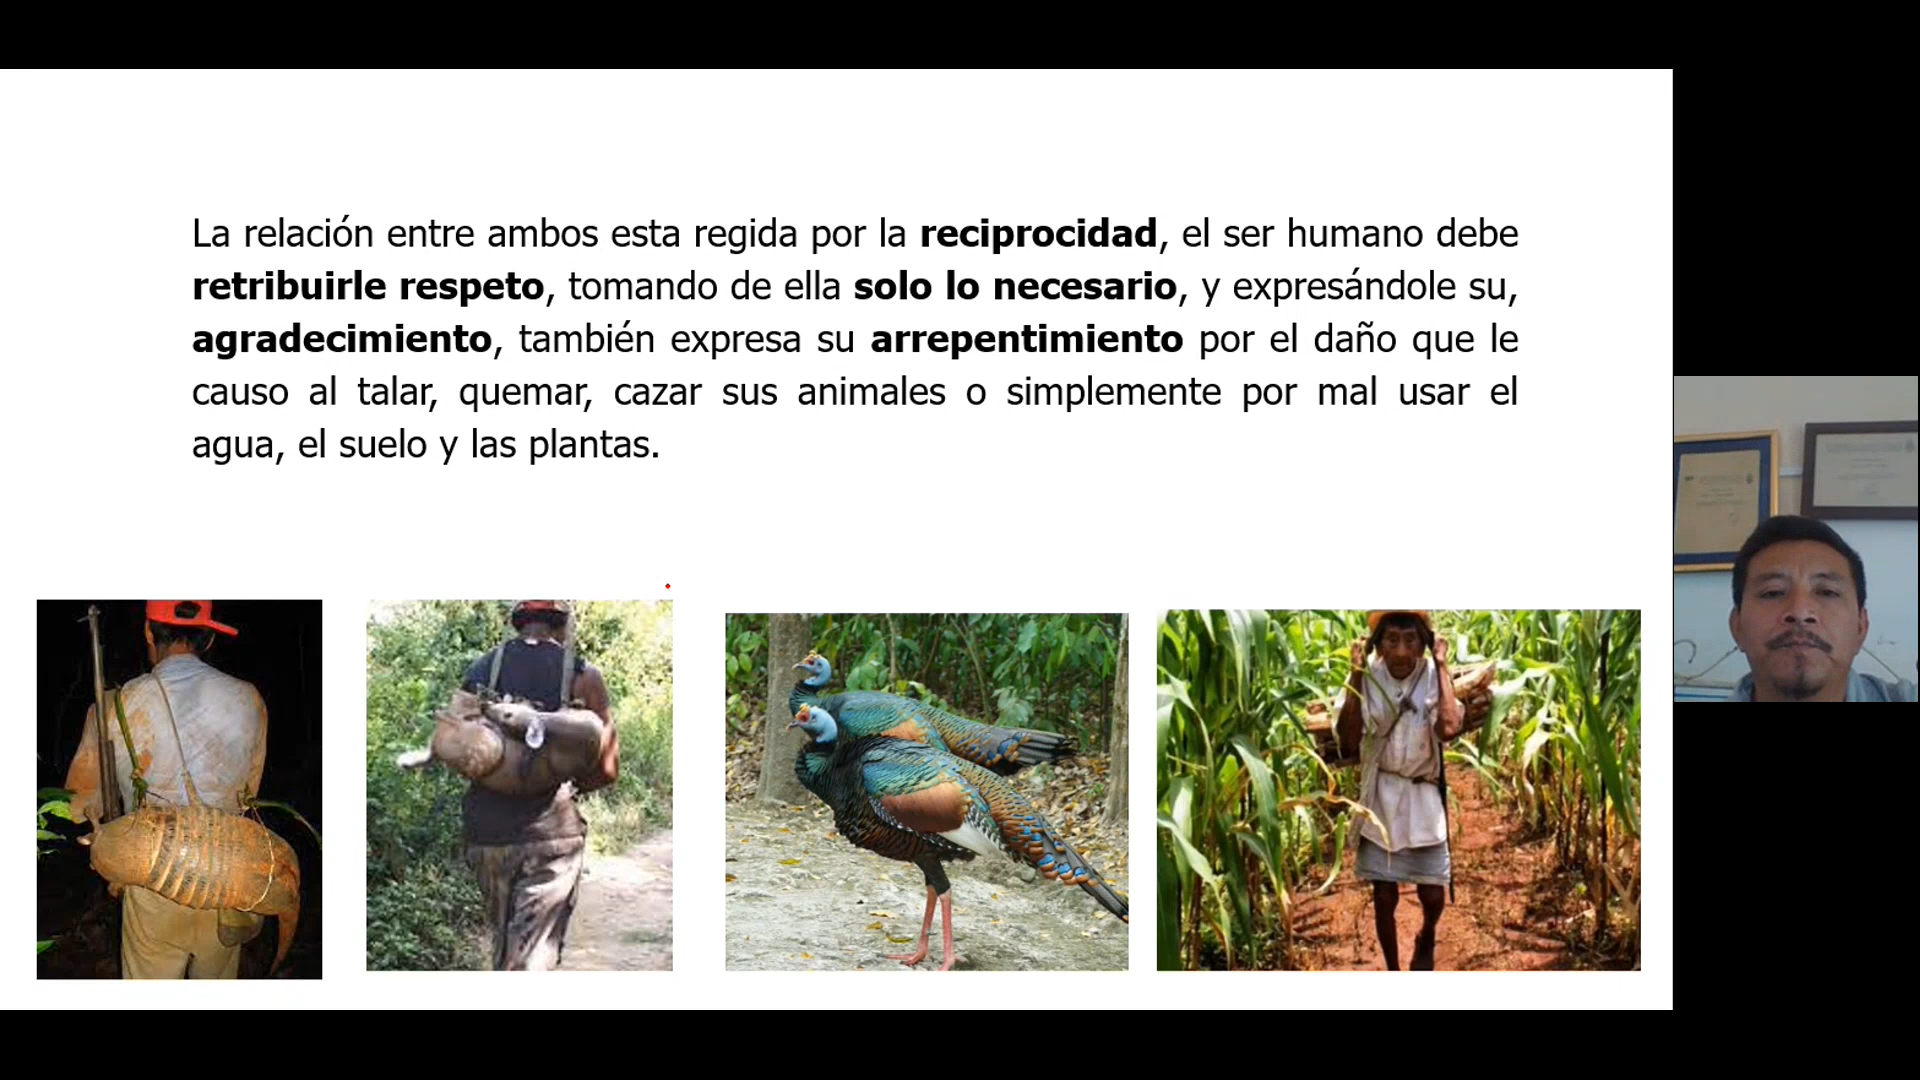 La relación entre ambos esta regida por la reciprocidad, el ser humano debe
retribuirle respeto, tomando de ella solo lo necesario, y expresándole su,
agradecimiento, también expresa su arrepentimiento por el daño que le
causo al talar, quemar, cazar sus animales o simplemente por mal usar el
agua, el suelo y las plantas.